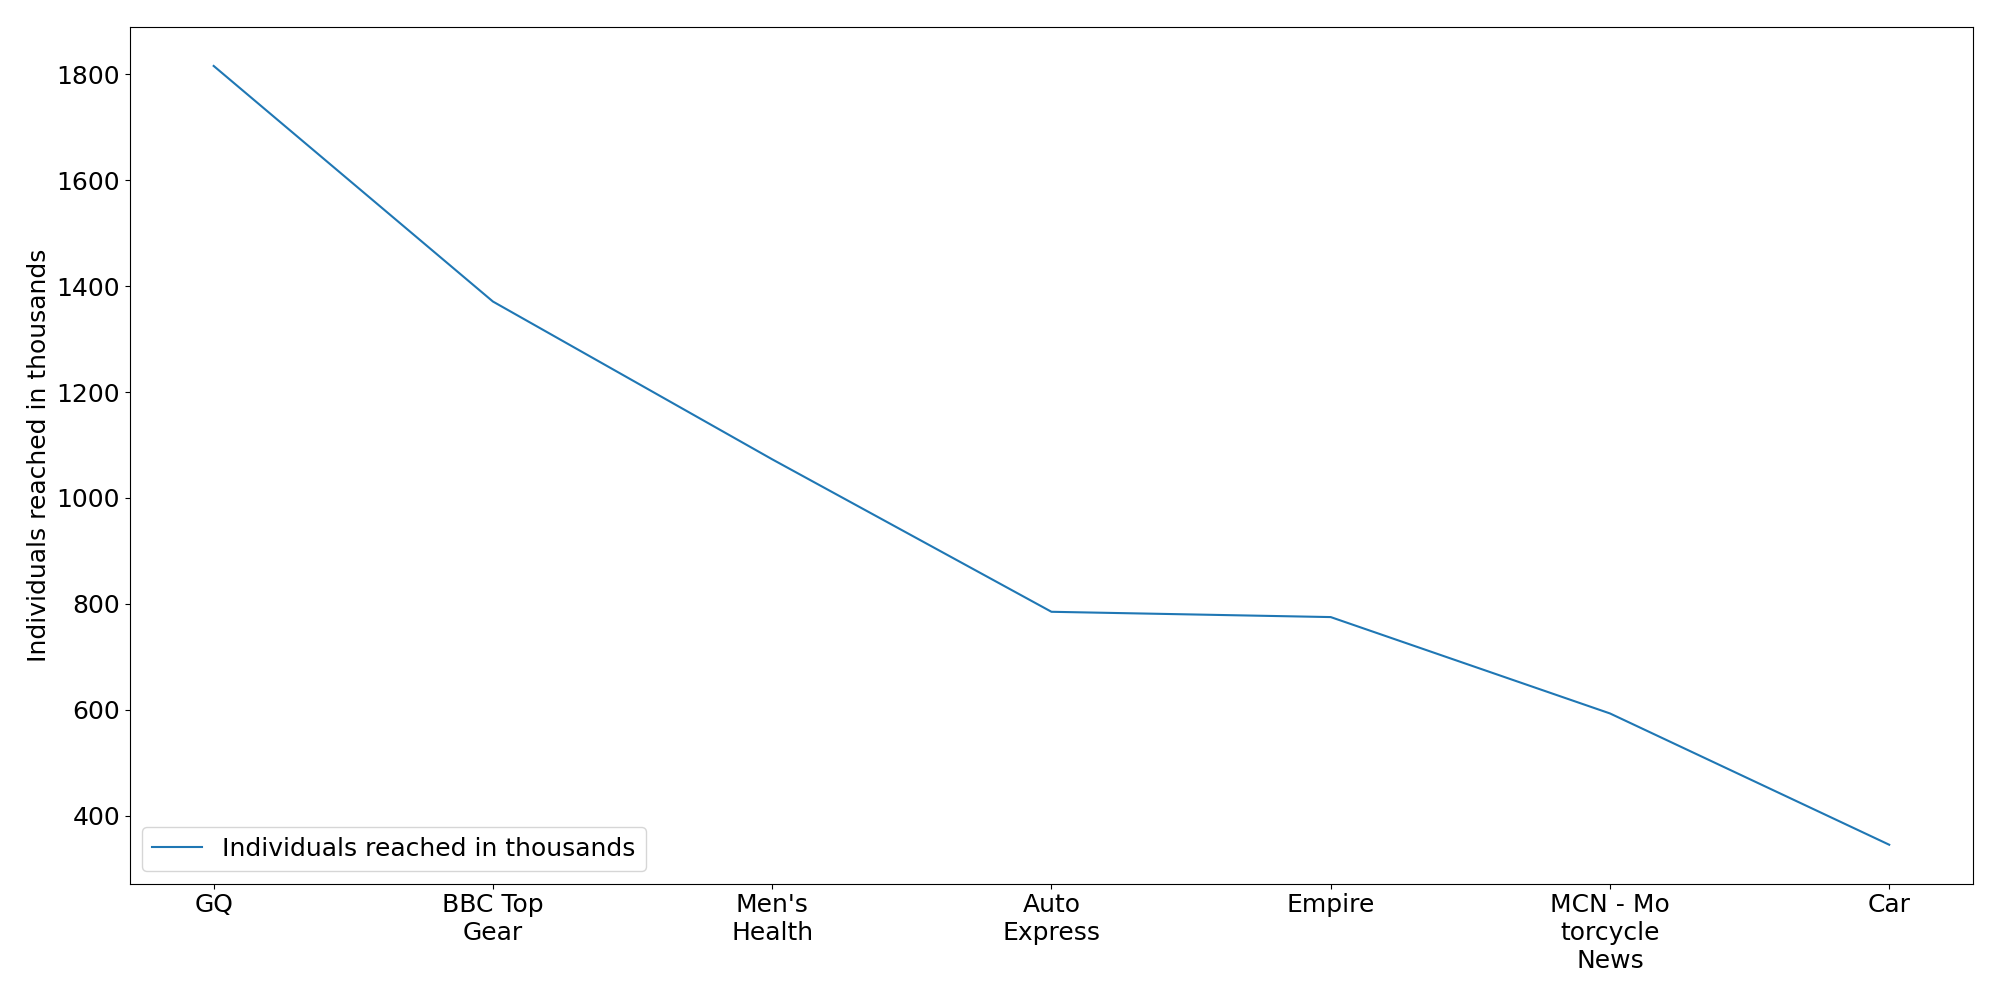 Individuals reached in thousands
1800
1600
1400
1200
1000
800
600
400
Individuals reached in thousands
GQ
BBC Top
Gear
Men's
Health
Auto
Express
Empire
MCN - Mo
torcycle
News
Car